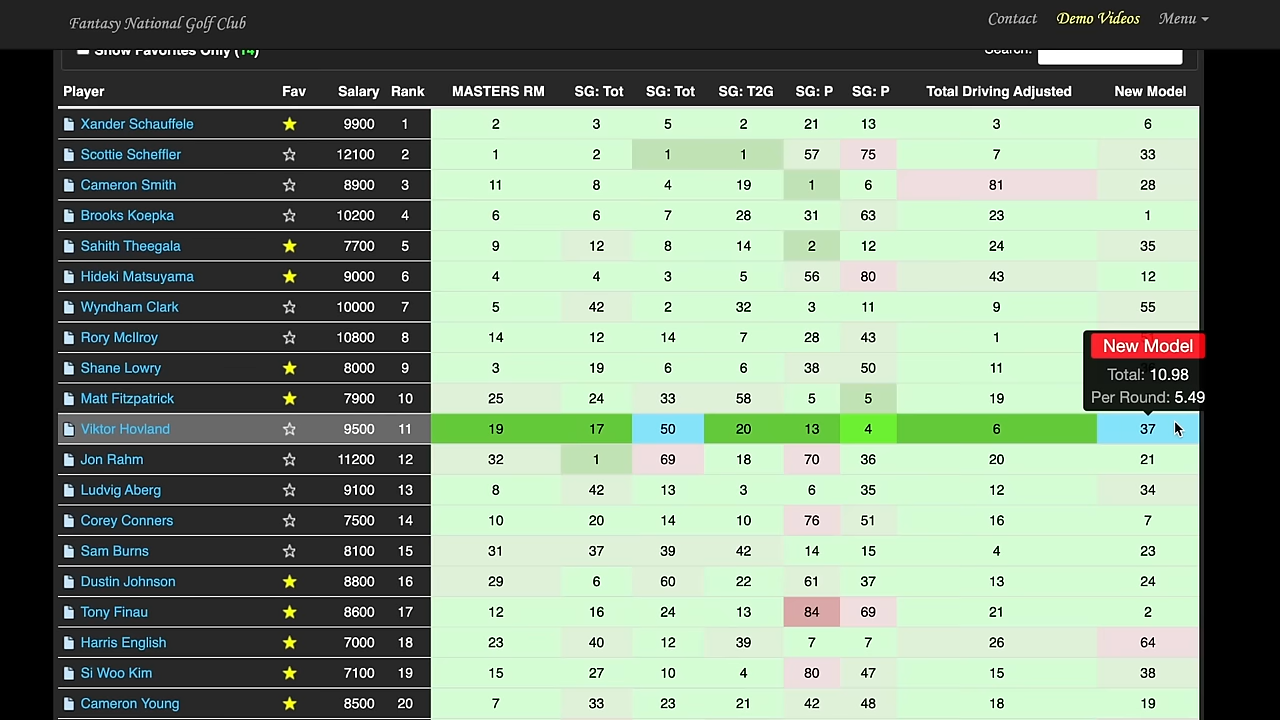 Fantasy National Golf Club Contact Demo Videos Menu
Show Favorites Only (14) Search:
Player Fav Salary Rank MASTERS RM SG: Tot SG: Tot SG: T2G SG: P SG: P Total Driving Adjusted New Model
Xander Schauffele 9900 1 2 3 5 2 21 13 3 6
Scottie Scheffler 12100 2 1 2 1 1 57 75 7 33
Cameron Smith 8900 3 11 8 4 19 1 6 81 28
Brooks Koepka 10200 4 6 6 7 28 31 63 23 1
Sahith Theegala 7700 5 9 12 8 14 2 12 24 35
Hideki Matsuyama 9000 6 4 4 3 5 56 80 43 12
Wyndham Clark 10000 7 5 42 2 32 3 11 9 55
Rory McIlroy 10800 8 14 12 14 7 28 43 1
New Model
Shane Lowry 8000 9 3 19 6 6 38 50 11
Total: 10.98
Matt Fitzpatrick 7900 10 25 24 33 58 5 5 19
Per Round: 5.49
Viktor Hovland 9500 11 19 17 50 20 13 4 6 37
Jon Rahm 11200 12 32 1 69 18 70 36 20 21
Ludvig Aberg 9100 13 8 42 13 3 6 35 12 34
Corey Conners 7500 14 10 20 14 10 76 51 16 7
Sam Burns 8100 15 31 37 39 42 14 15 4 23
Dustin Johnson 8800 16 29 6 60 22 61 37 13 24
Tony Finau 8600 17 12 16 24 13 84 69 21 2
Harris English 7000 18 23 40 12 39 7 7 26 64
Si Woo Kim 7100 19 15 27 10 4 80 47 15 38
Cameron Young 8500 20 7 33 23 21 42 48 18 19